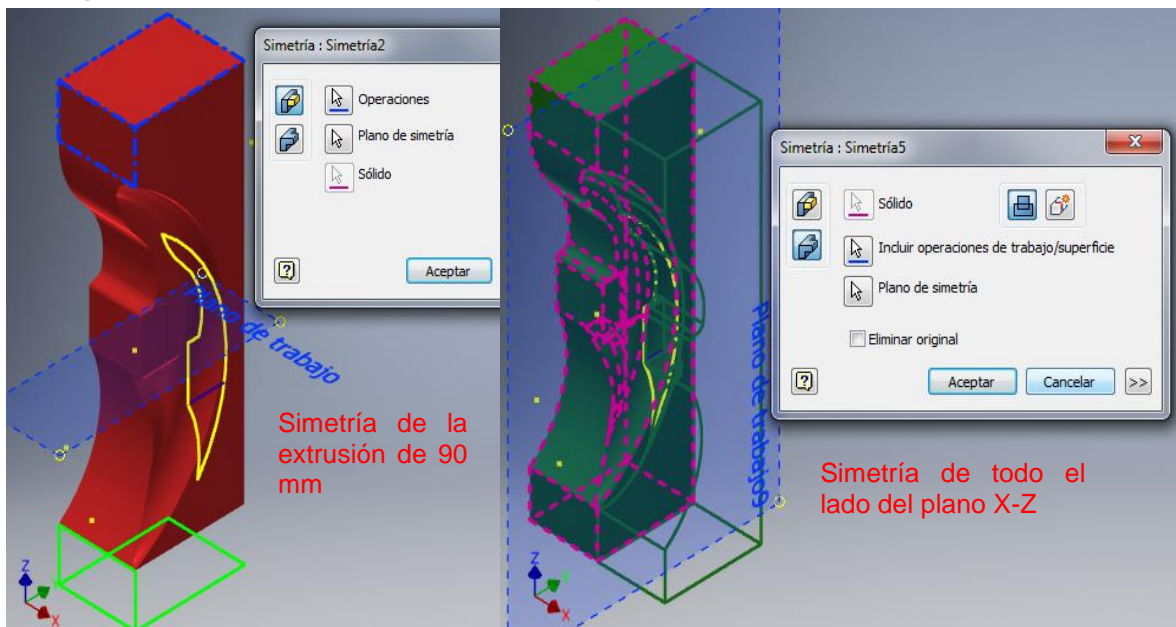 Simetría : Simetría2
Operaciones
Plano de simetría
Sólido
Aceptar
Plano de trabajo
Simetría de la
extrusión de 90
mm
Z
Y
X
Simetría : Simetría5
Sólido
Incluir operaciones de trabajo/superficie
Plano de simetría
Eliminar original
Aceptar
Cancelar
>>
Plano de trabajo9
Simetría de todo el
lado del plano X-Z
Z
Y
X